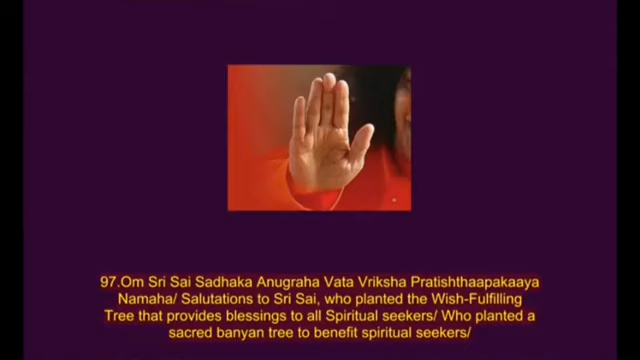 97.Om Sri Sai Sadhaka Anugraha Vata Vriksha Pratishthaapakaaya
Namaha/ Salutations to Sri Sai, who planted the Wish-Fulfilling
Tree that provides blessings to all Spiritual seekers/ Who planted a
sacred banyan tree to benefit spiritual seekers/